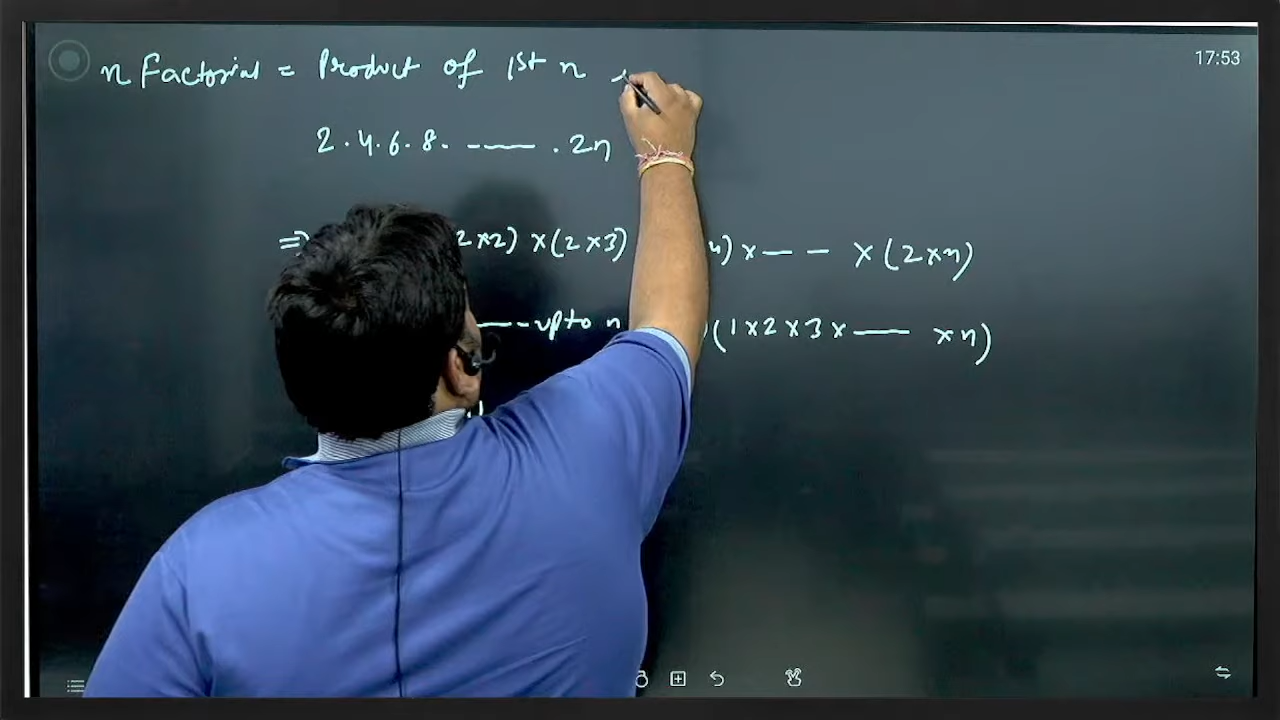 17:53
n Factorial = Product of 1st n
2.4.6.8. ---- . 2n
⇒ 2×2) ×(2×3) 4) ×-- - ×(2×n)
--- upto n )(1×2×3×--- ×n)